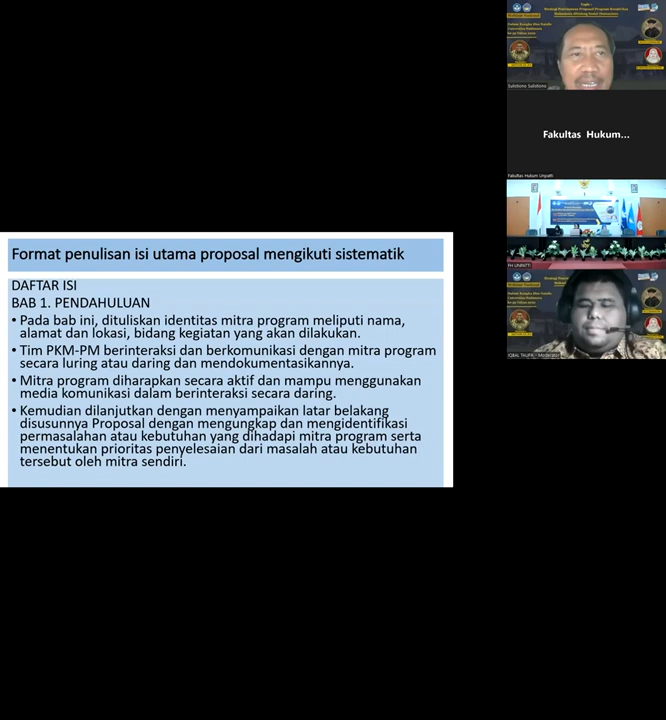 Format penulisan isi utama proposal mengikuti sistematik
DAFTAR ISI
BAB 1. PENDAHULUAN
• Pada bab ini, dituliskan identitas mitra program meliputi nama,
alamat dan lokasi, bidang kegiatan yang akan dilakukan.
• Tim PKM-PM berinteraksi dan berkomunikasi dengan mitra program
secara luring atau daring dan mendokumentasikannya.
• Mitra program diharapkan secara aktif dan mampu menggunakan
media komunikasi dalam berinteraksi secara daring.
• Kemudian dilanjutkan dengan menyampaikan latar belakang
disusunnya Proposal dengan mengungkap dan mengidentifikasi
permasalahan atau kebutuhan yang dihadapi mitra program serta
menentukan prioritas penyelesaian dari masalah atau kebutuhan
tersebut oleh mitra sendiri.
Fakultas Hukum...
Fakultas Hukum Unpatti
FH UNPATTI
IQBAL TAUFIK - Moderator